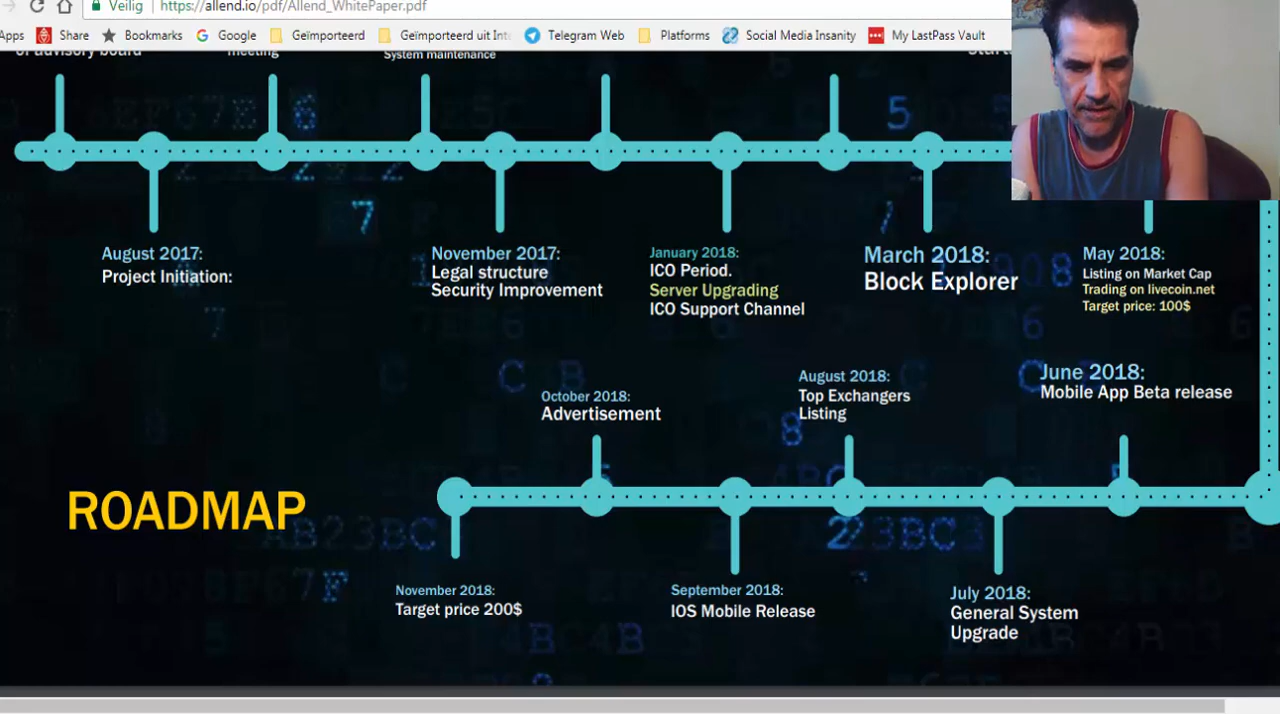 Veilig https://allend.io/pdf/Allend_WhitePaper.pdf
Apps Share Bookmarks Google Geïmporteerd Geïmporteerd uit Telegram Web Platforms Social Media Insanity My LastPass Vault
of advisory board
meeting
System maintenance
August 2017:
Project Initiation:
November 2017:
Legal structure
Security Improvement
January 2018:
ICO Period.
Server Upgrading
ICO Support Channel
March 2018:
Block Explorer
May 2018:
Listing on Market Cap
Trading on livecoin.net
Target price: 100$
October 2018:
Advertisement
August 2018:
Top Exchangers
Listing
June 2018:
Mobile App Beta release
ROADMAP
November 2018:
Target price 200$
September 2018:
IOS Mobile Release
July 2018:
General System
Upgrade